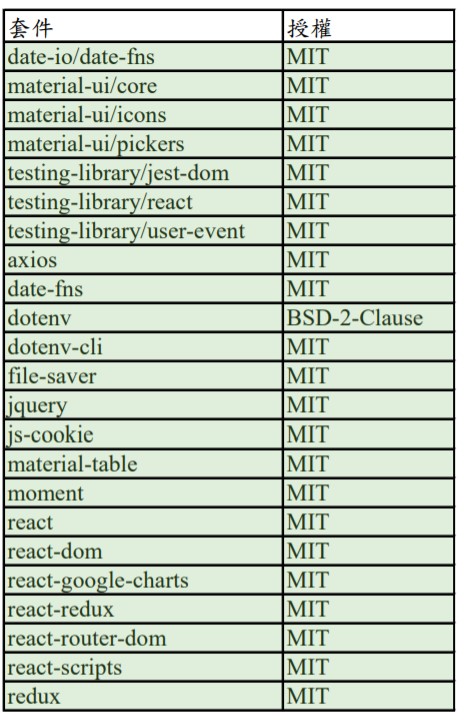 套件 授權
date-io/date-fns MIT
material-ui/core MIT
material-ui/icons MIT
material-ui/pickers MIT
testing-library/jest-dom MIT
testing-library/react MIT
testing-library/user-event MIT
axios MIT
date-fns MIT
dotenv BSD-2-Clause
dotenv-cli MIT
file-saver MIT
jquery MIT
js-cookie MIT
material-table MIT
moment MIT
react MIT
react-dom MIT
react-google-charts MIT
react-redux MIT
react-router-dom MIT
react-scripts MIT
redux MIT